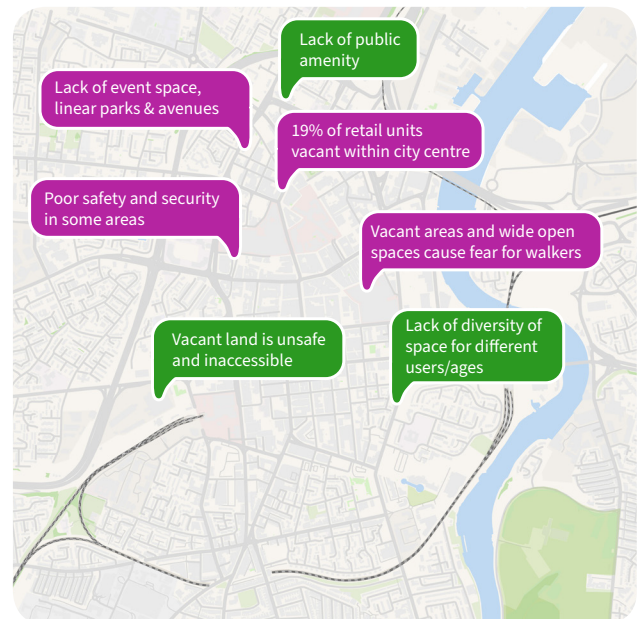 Lack of public
amenity
Lack of event space,
linear parks & avenues
19% of retail units
vacant within city centre
Poor safety and security
in some areas
Vacant areas and wide open
spaces cause fear for walkers
Vacant land is unsafe
and inaccessible
Lack of diversity of
space for different
users/ages